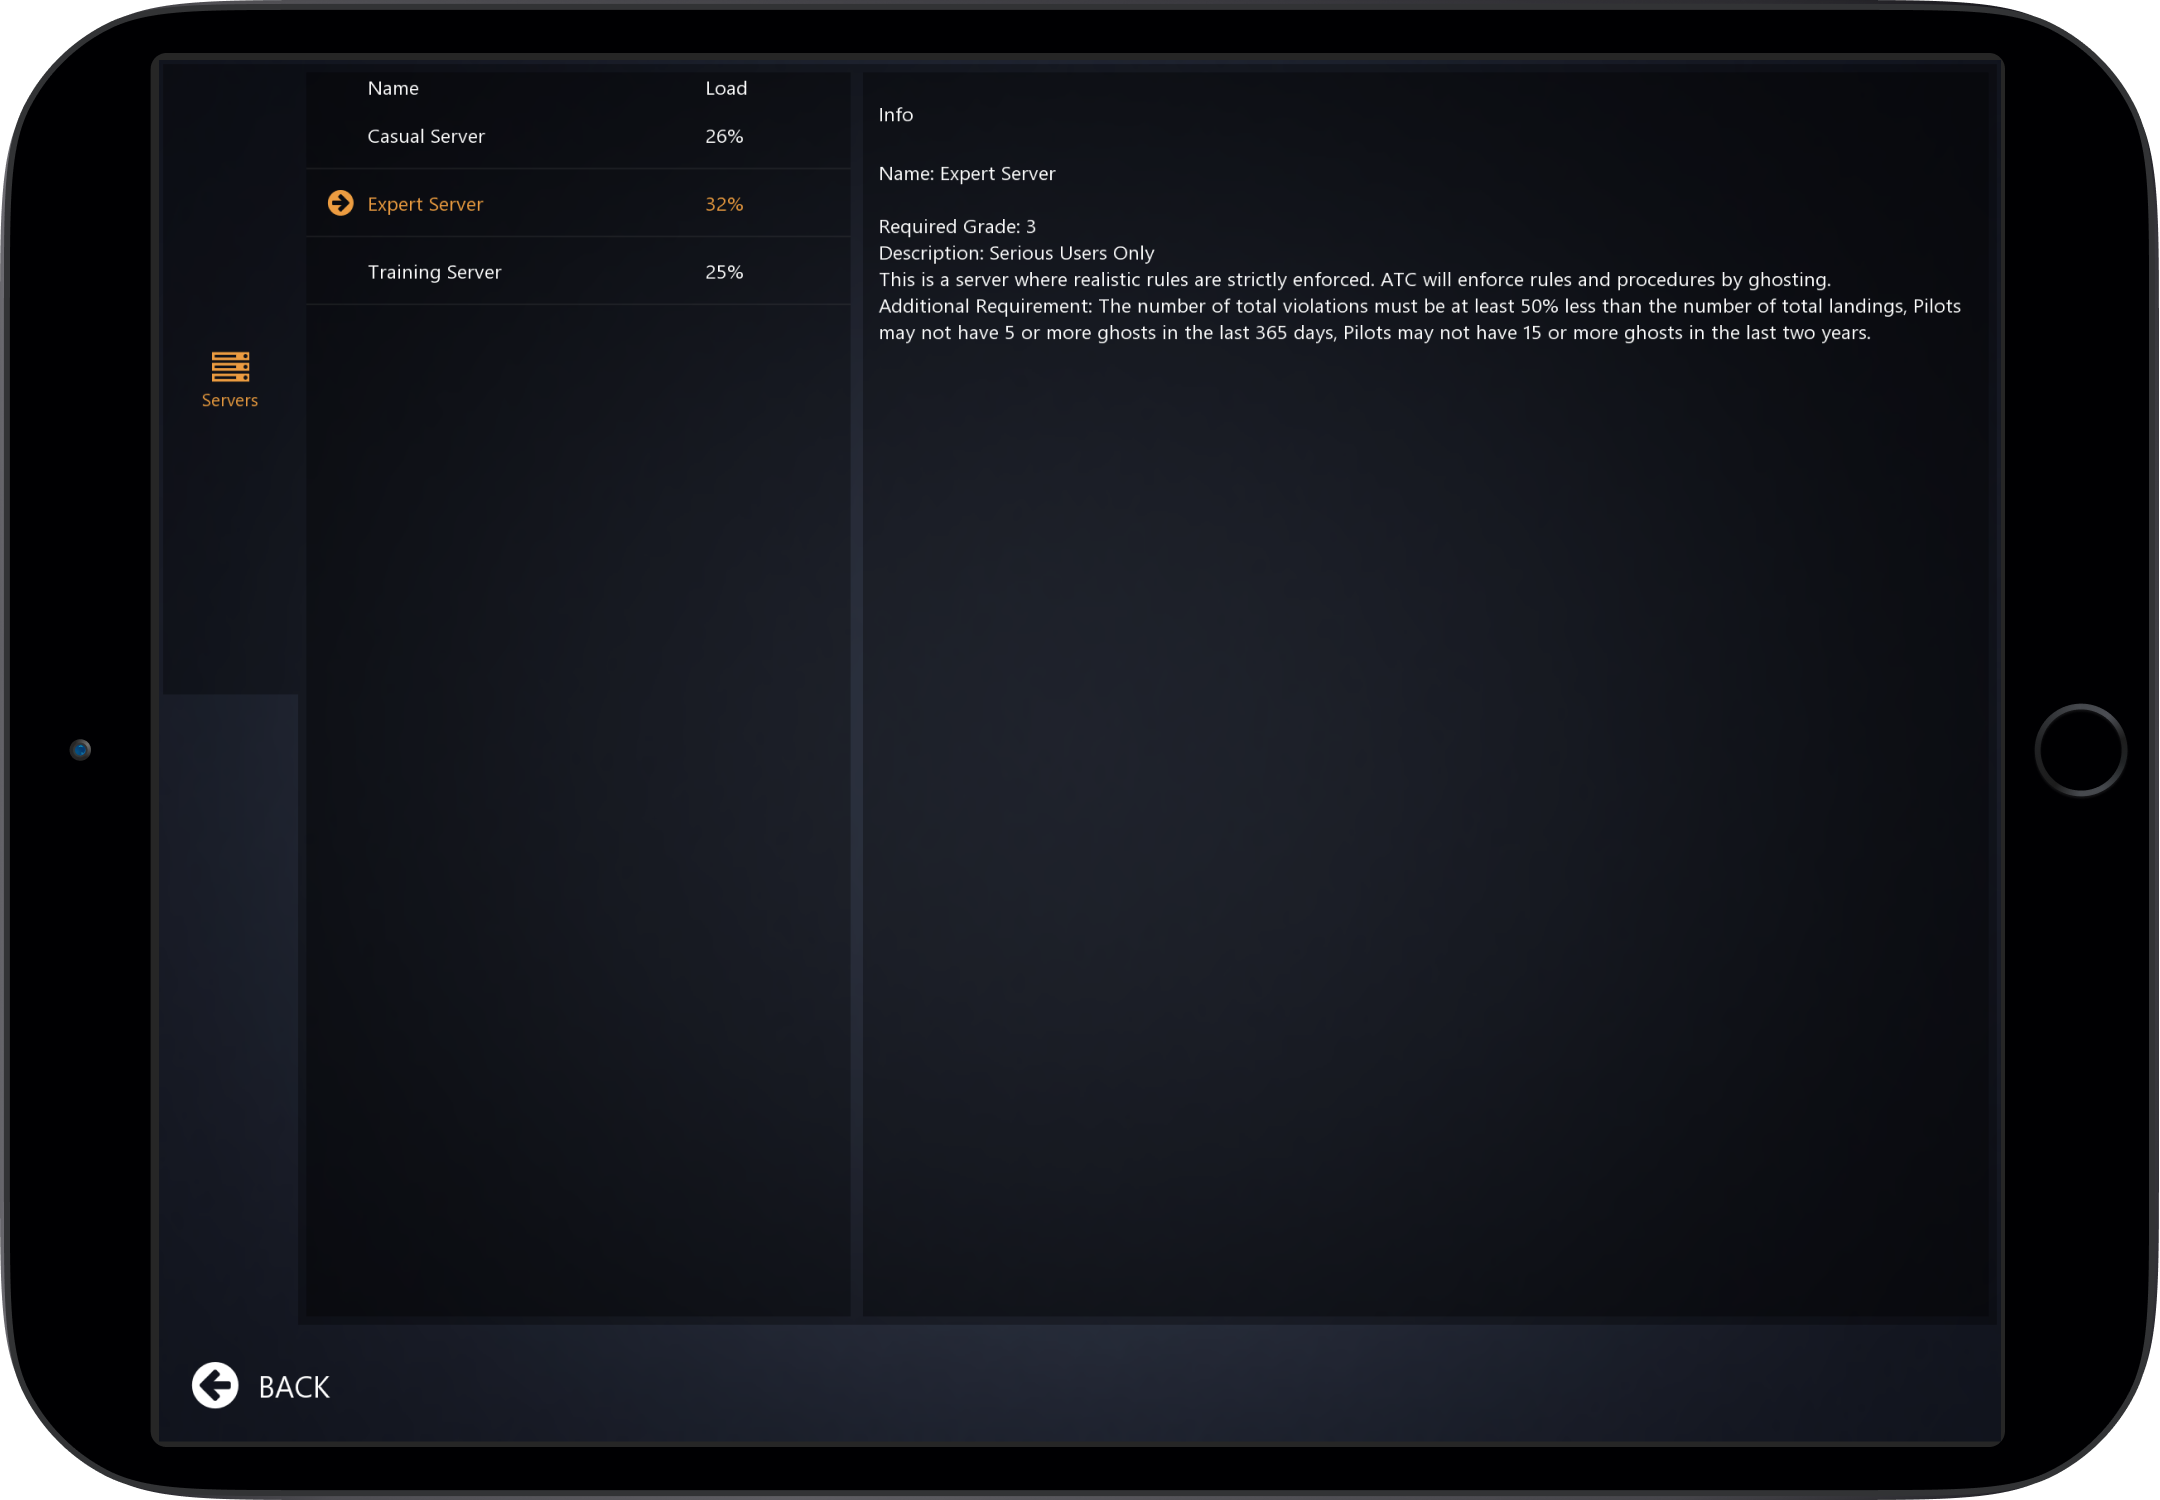 Name Load
Casual Server 26%
Expert Server 32%
Training Server 25%
Servers
Info
Name: Expert Server
Required Grade: 3
Description: Serious Users Only
This is a server where realistic rules are strictly enforced. ATC will enforce rules and procedures by ghosting.
Additional Requirement: The number of total violations must be at least 50% less than the number of total landings, Pilots
may not have 5 or more ghosts in the last 365 days, Pilots may not have 15 or more ghosts in the last two years.
BACK